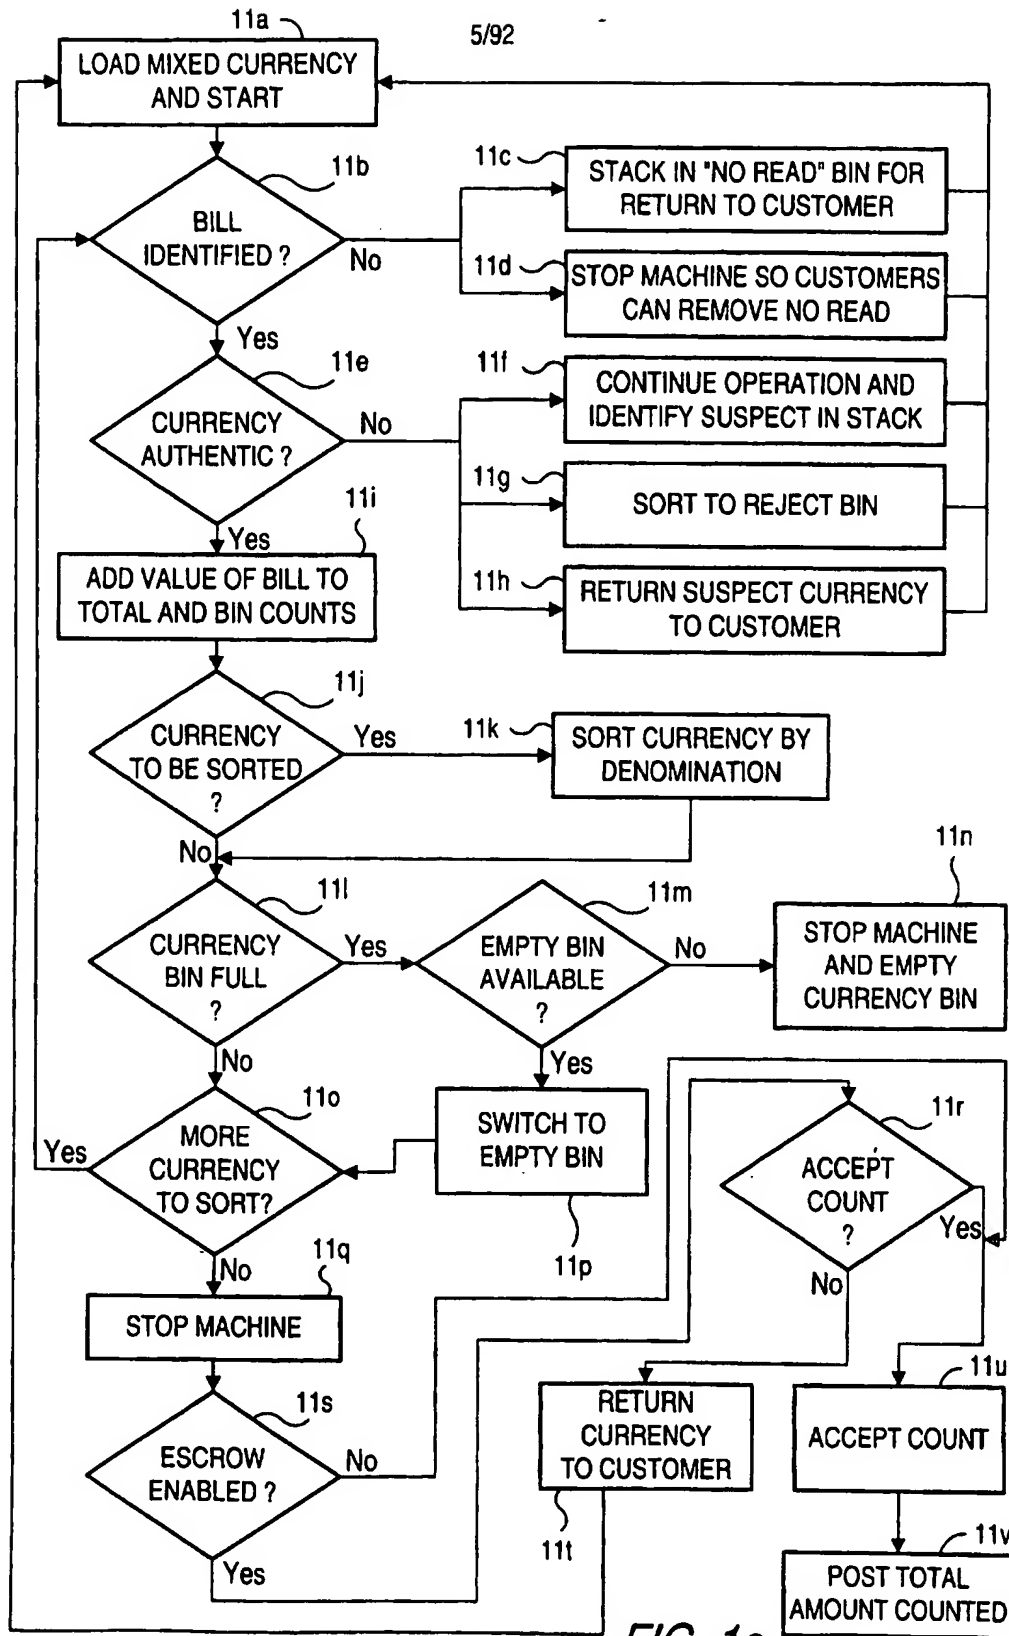 11a
5/92
LOAD MIXED CURRENCY
AND START
11b
BILL
IDENTIFIED ?
No
Yes
11c
STACK IN "NO READ" BIN FOR
RETURN TO CUSTOMER
11d
STOP MACHINE SO CUSTOMERS
CAN REMOVE NO READ
11e
CURRENCY
AUTHENTIC ?
No
Yes
11f
CONTINUE OPERATION AND
IDENTIFY SUSPECT IN STACK
11g
SORT TO REJECT BIN
11h
RETURN SUSPECT CURRENCY
TO CUSTOMER
11i
ADD VALUE OF BILL TO
TOTAL AND BIN COUNTS
11j
CURRENCY
TO BE SORTED
?
Yes
No
11k
SORT CURRENCY BY
DENOMINATION
11l
CURRENCY
BIN FULL
?
Yes
No
11m
EMPTY BIN
AVAILABLE
?
No
Yes
11n
STOP MACHINE
AND EMPTY
CURRENCY BIN
11o
MORE
CURRENCY
TO SORT?
Yes
No
SWITCH TO
EMPTY BIN
11p
11r
ACCEPT
COUNT
?
Yes
No
11q
STOP MACHINE
11s
ESCROW
ENABLED ?
No
Yes
RETURN
CURRENCY
TO CUSTOMER
11t
11u
ACCEPT COUNT
11v
POST TOTAL
AMOUNT COUNTED